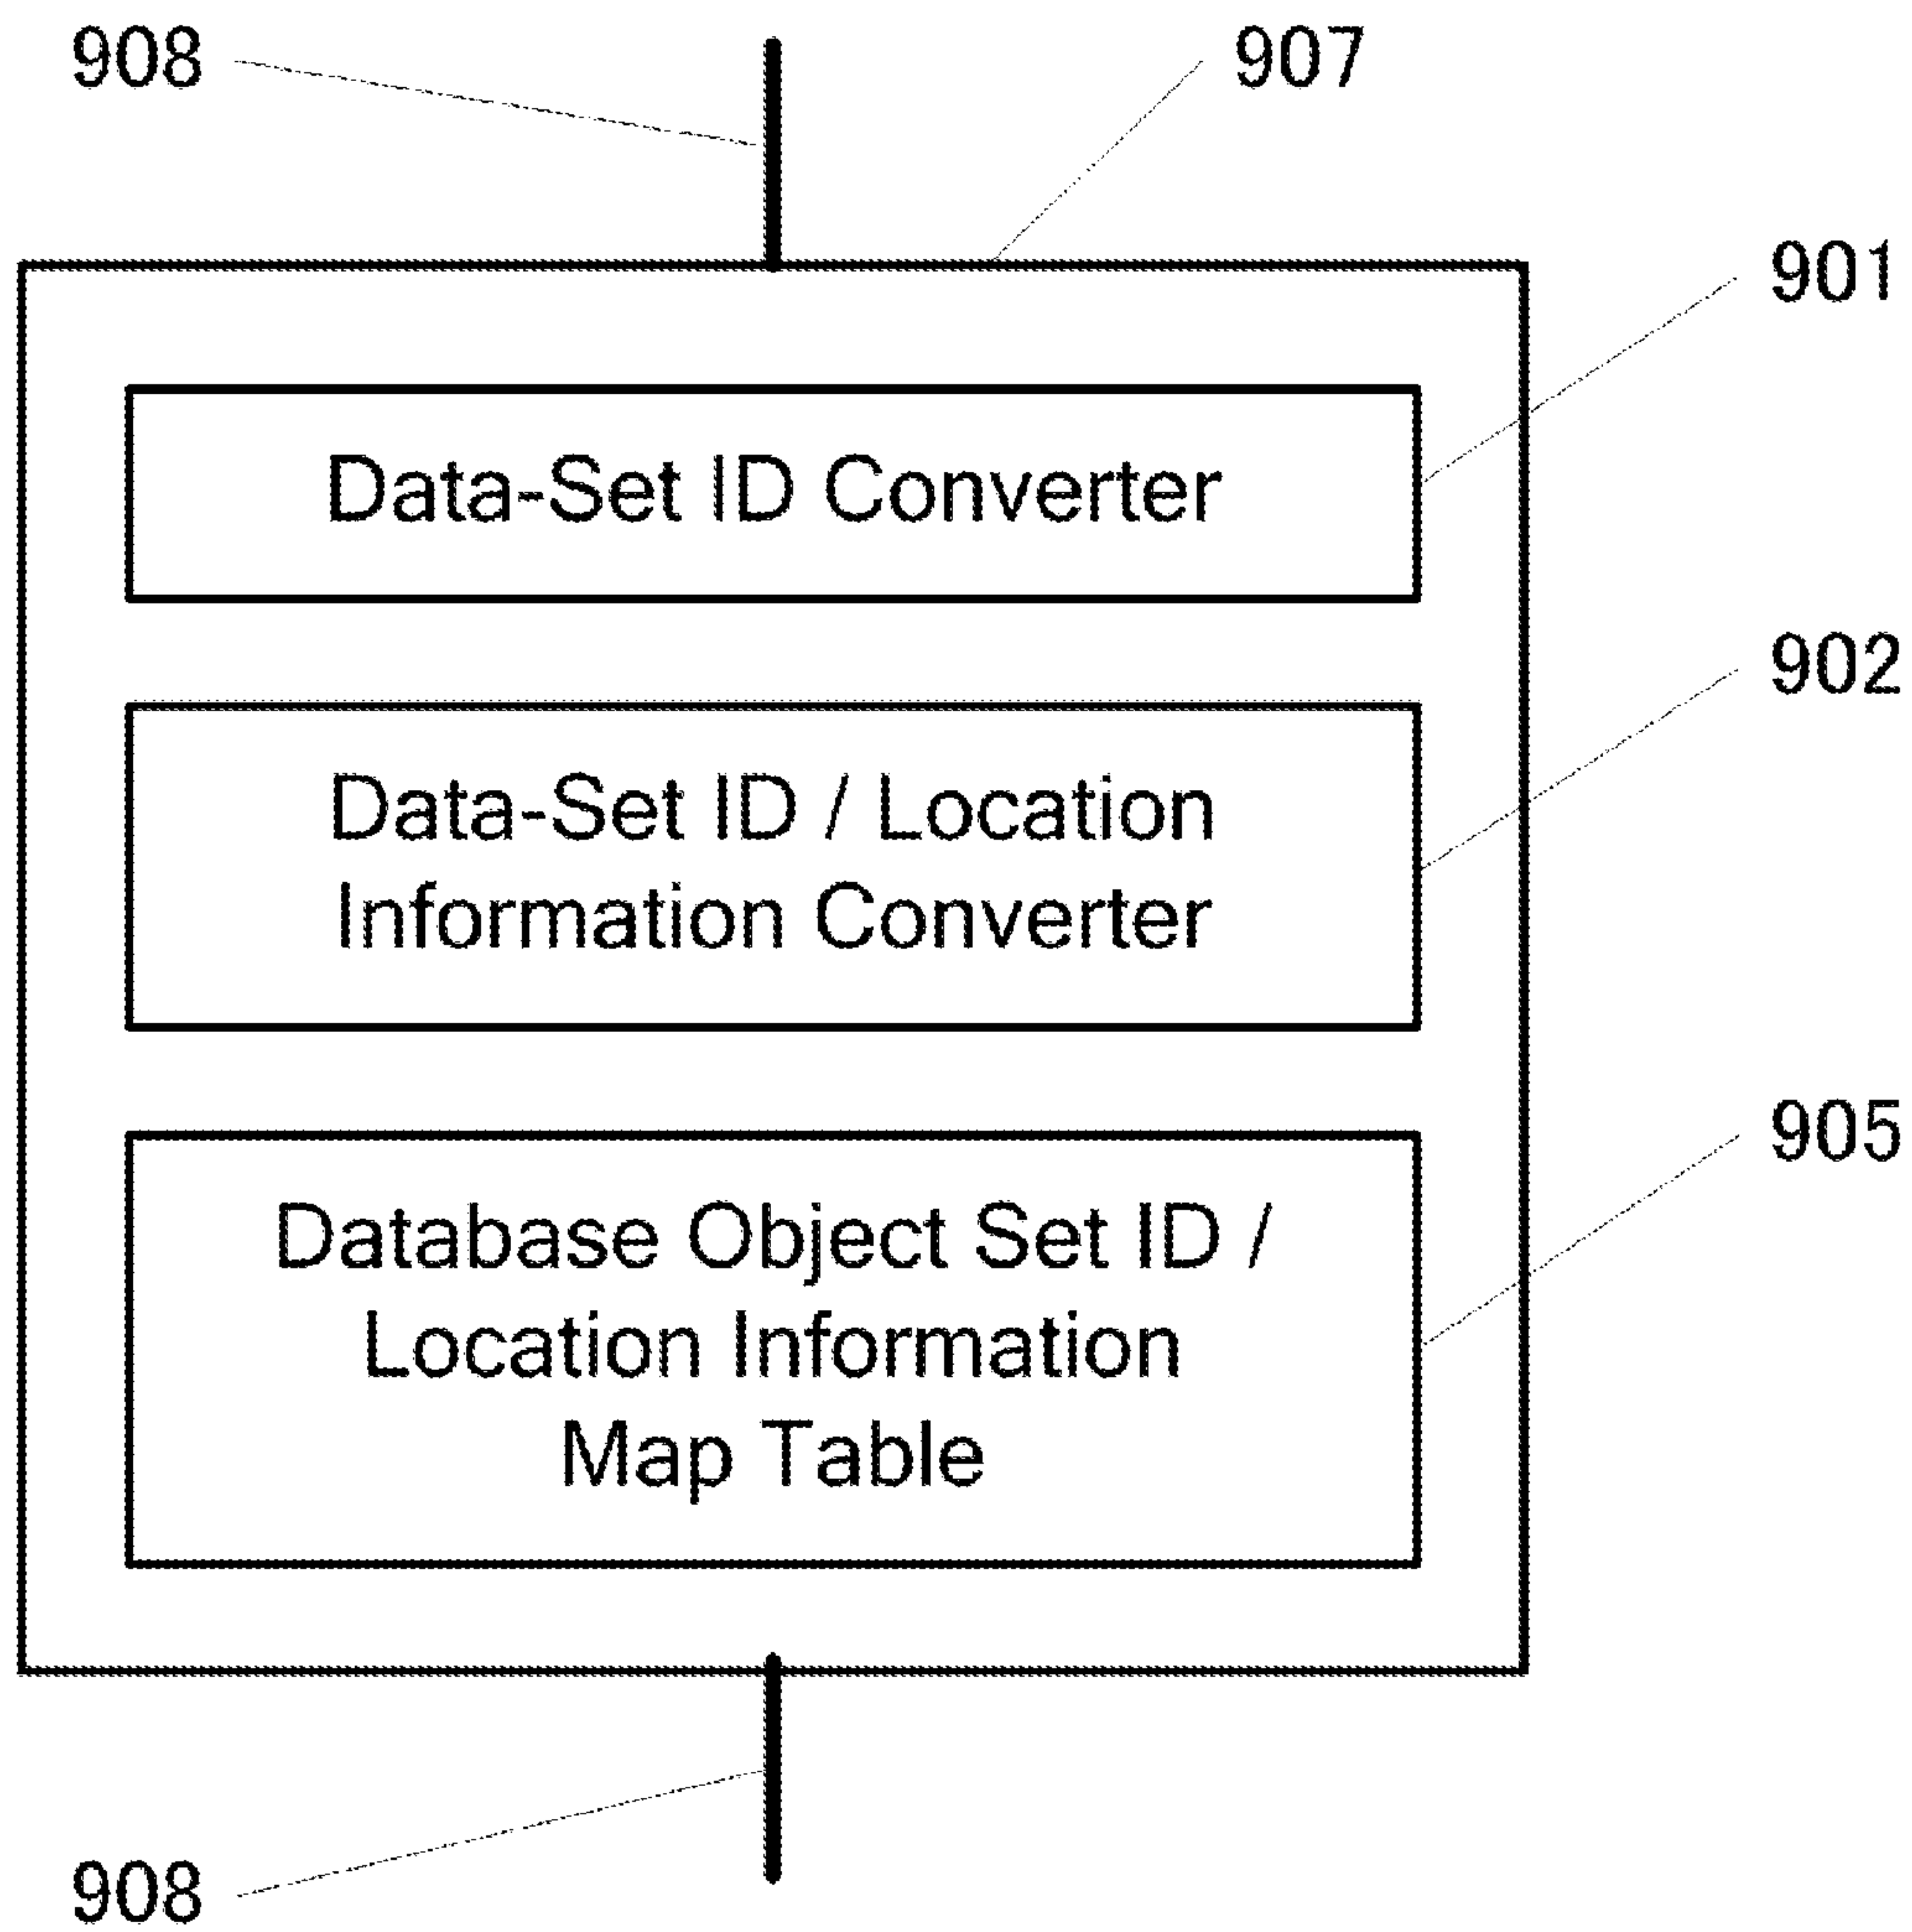 908
907
901
Data-Set ID Converter
902
Data-Set ID / Location
Information Converter
905
Database Object Set ID /
Location Information
Map Table
908